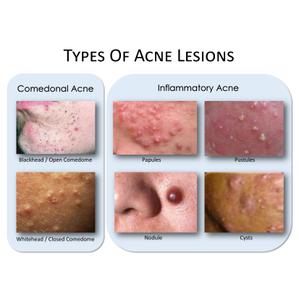 Types Of Acne Lesions
Comedonal Acne
Blackhead / Open Comedome
Whitehead / Closed Comedome
Inflammatory Acne
Papules
Pustules
Nodule
Cysts